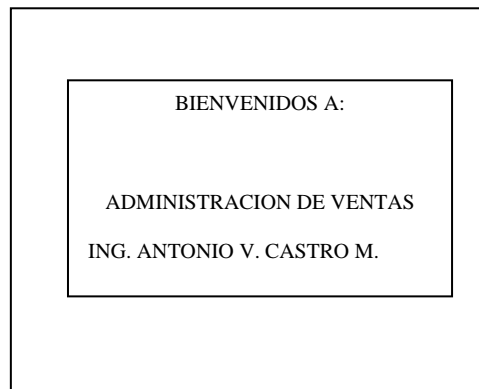 BIENVENIDOS A:
ADMINISTRACION DE VENTAS
ING. ANTONIO V. CASTRO M.